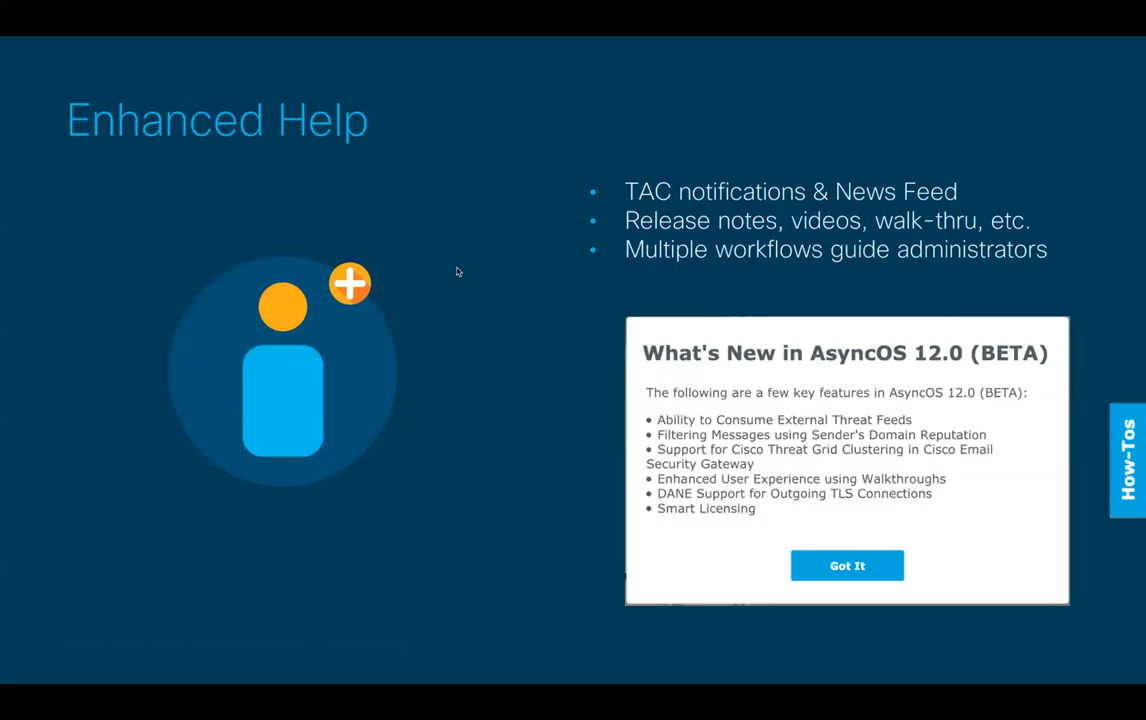 Enhanced Help
• TAC notifications & News Feed
• Release notes, videos, walk-thru, etc.
• Multiple workflows guide administrators
What's New in AsyncOS 12.0 (BETA)
The following are a few key features in AsyncOS 12.0 (BETA):
• Ability to Consume External Threat Feeds
• Filtering Messages using Sender's Domain Reputation
• Support for Cisco Threat Grid Clustering in Cisco Email
Security Gateway
• Enhanced User Experience using Walkthroughs
• DANE Support for Outgoing TLS Connections
• Smart Licensing
Got It
How-Tos